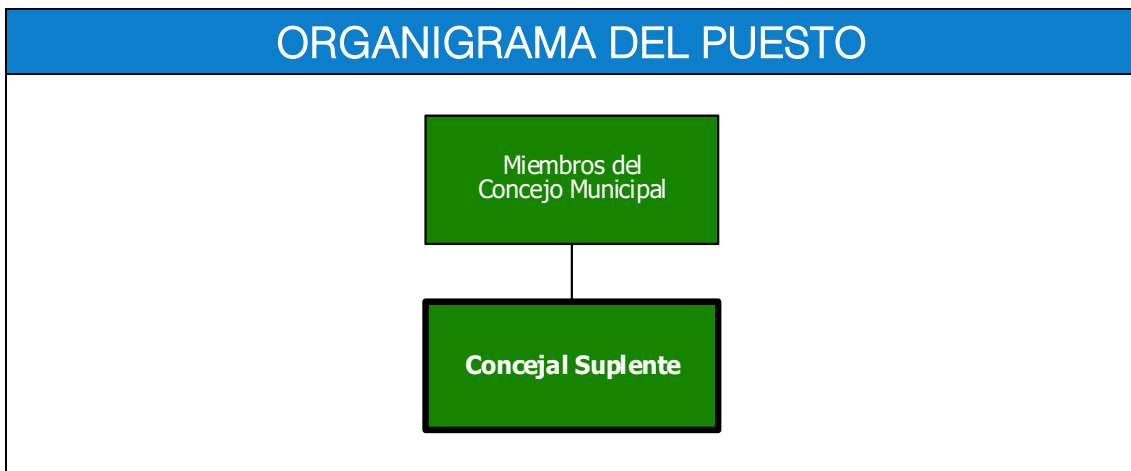 ORGANIGRAMA DEL PUESTO
Miembros del
Concejo Municipal
Concejal Suplente